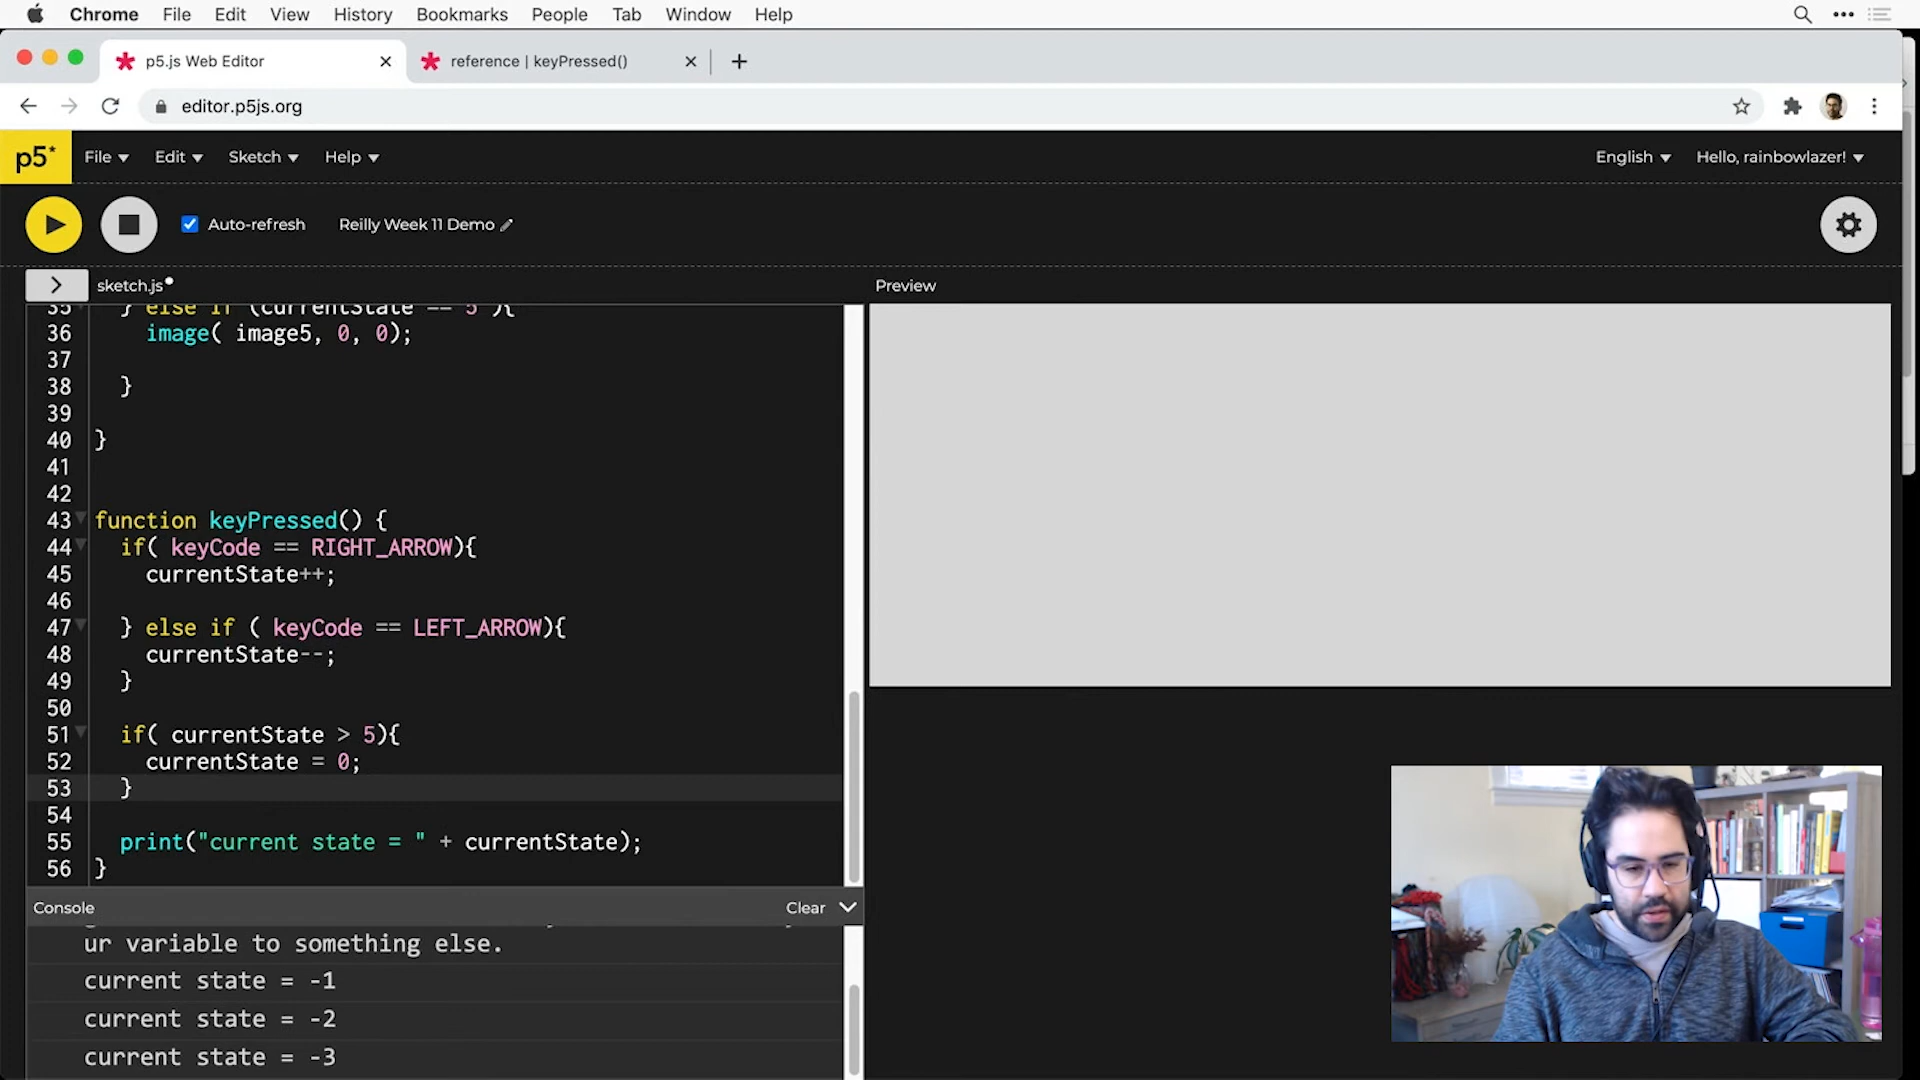 Chrome File Edit View History Bookmarks People Tab Window Help
p5.js Web Editor
reference | keyPressed()
editor.p5js.org
p5*
File Edit Sketch Help
English
Hello, rainbowlazer!
Auto-refresh
Reilly Week 11 Demo
sketch.js
Preview
35 } else if (currentState == 5 ){
36 image( image5, 0, 0);
37
38 }
39
40 }
41
42
43 function keyPressed() {
44 if( keyCode == RIGHT_ARROW){
45 currentState++;
46
47 } else if ( keyCode == LEFT_ARROW){
48 currentState--;
49 }
50
51 if( currentState > 5){
52 currentState = 0;
53 }
54
55 print("current state = " + currentState);
56 }
Console
Clear
ur variable to something else.
current state = -1
current state = -2
current state = -3